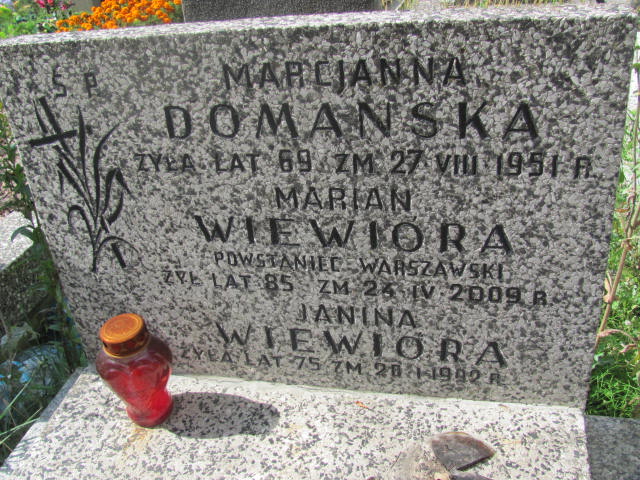 Ś P
MARCJANNA
DOMAŃSKA
ŻYŁA LAT 69 ZM 27 VIII 1951 R.
MARIAN
WIEWIÓRA
POWSTANIEC WARSZAWSKI
ŻYŁ LAT 85 ZM 24 IV 2009 R.
JANINA
WIEWIÓRA
ŻYŁA LAT 75 ZM 28 I 1992 R.